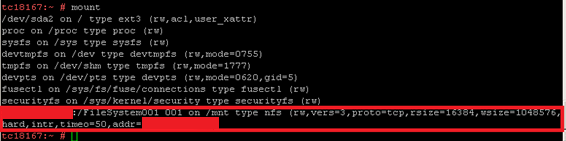 tc18167:~ # mount
/dev/sda2 on / type ext3 (rw,acl,user_xattr)
proc on /proc type proc (rw)
sysfs on /sys type sysfs (rw)
devtmpfs on /dev type devtmpfs (rw,mode=0755)
tmpfs on /dev/shm type tmpfs (rw,mode=1777)
devpts on /dev/pts type devpts (rw,mode=0620,gid=5)
fusectl on /sys/fs/fuse/connections type fusectl (rw)
securityfs on /sys/kernel/security type securityfs (rw)
:/FileSystem001_001 on /mnt type nfs (rw,vers=3,proto=tcp,rsize=16384,wsize=1048576,
hard,intr,timeo=50,addr=
tc18167:~ #